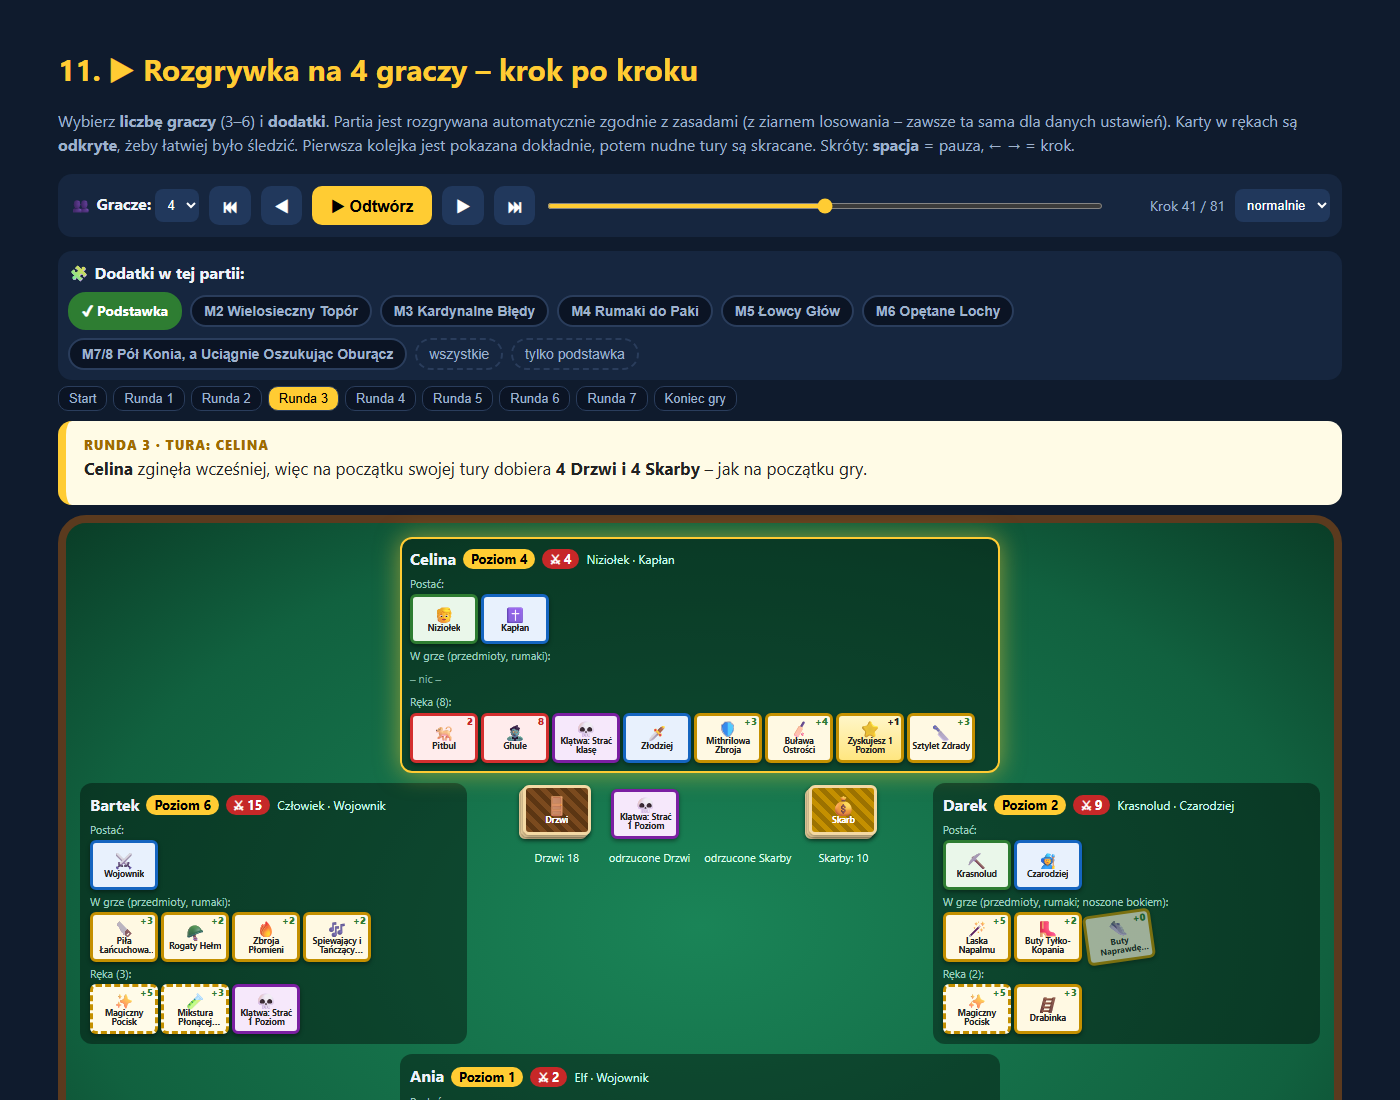 11. ▶ Rozgrywka na 4 graczy – krok po kroku
Wybierz liczbę graczy (3–6) i dodatki. Partia jest rozgrywana automatycznie zgodnie z zasadami (z ziarnem losowania – zawsze ta sama dla danych ustawień). Karty w rękach są
odkryte, żeby łatwiej było śledzić. Pierwsza kolejka jest pokazana dokładnie, potem nudne tury są skracane. Skróty: spacja = pauza, ← → = krok.
Gracze: 4
▶ Odtwórz
Krok 41 / 81
normalnie
Dodatki w tej partii:
✓ Podstawka
M2 Wielosieczny Topór
M3 Kardynalne Błędy
M4 Rumaki do Paki
M5 Łowcy Głów
M6 Opętane Lochy
M7/8 Pół Konia, a Uciągnie Oszukując Oburącz
wszystkie
tylko podstawka
Start
Runda 1
Runda 2
Runda 3
Runda 4
Runda 5
Runda 6
Runda 7
Koniec gry
RUNDA 3 · TURA: CELINA
Celina zginęła wcześniej, więc na początku swojej tury dobiera 4 Drzwi i 4 Skarby – jak na początku gry.
Celina Poziom 4 ⚔ 4 Niziołek · Kapłan
Postać:
Niziołek
Kapłan
W grze (przedmioty, rumaki):
– nic –
Ręka (8):
2
Pitbul
8
Ghule
Klątwa: Strać
klasę
Złodziej
+3
Mithrilowa
Zbroja
+4
Buława
Ostrości
+1
Zyskujesz 1
Poziom
+3
Sztylet Zdrady
Bartek Poziom 6 ⚔ 15 Człowiek · Wojownik
Postać:
Wojownik
W grze (przedmioty, rumaki):
+3
Piła
Łańcuchowa..
+2
Rogaty Hełm
+2
Zbroja
Płomieni
+2
Śpiewający i
Tańczący...
Ręka (3):
+5
Magiczny
Pocisk
+3
Mikstura
Płonącej...
Klątwa: Strać
1 Poziom
Drzwi
Drzwi: 18
Klątwa: Strać
1 Poziom
odrzucone Drzwi
odrzucone Skarby
Skarb
Skarby: 10
Darek Poziom 2 ⚔ 9 Krasnolud · Czarodziej
Postać:
Krasnolud
Czarodziej
W grze (przedmioty, rumaki; noszone bokiem):
+5
Laska
Napalmu
+2
Buty Tyłko-
Kopania
+0
Buty
Naprawdę...
Ręka (2):
+5
Magiczny
Pocisk
+3
Drabinka
Ania Poziom 1 ⚔ 2 Elf · Wojownik